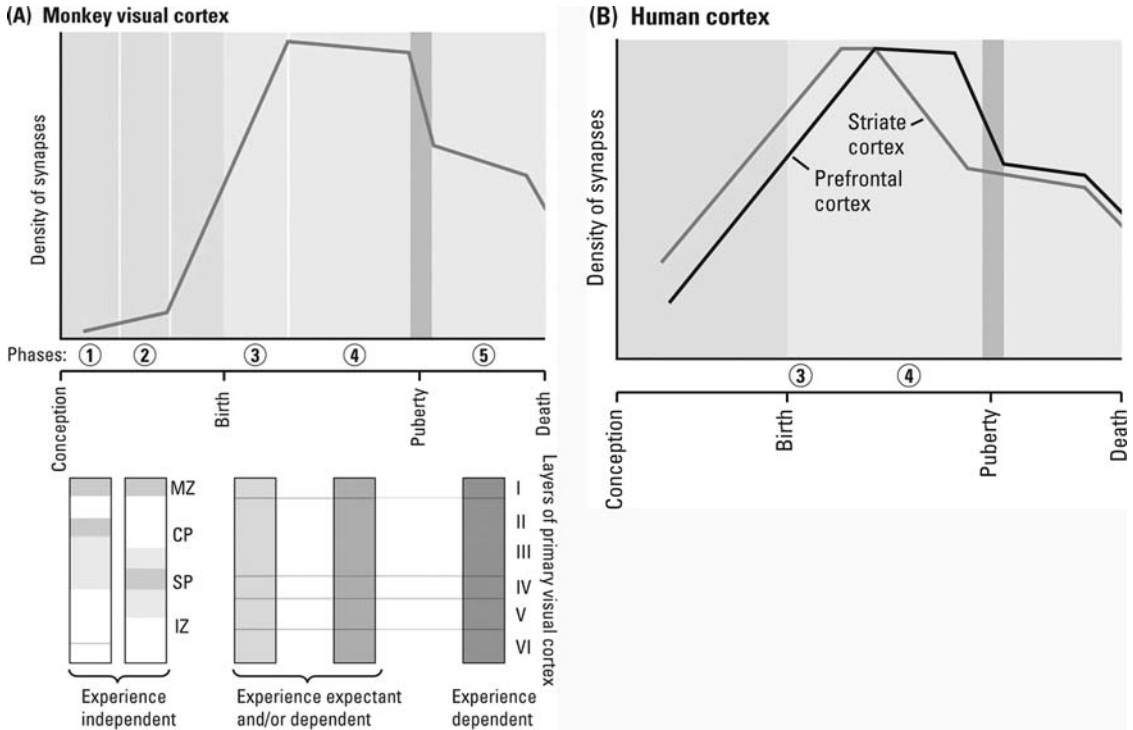 (A) Monkey visual cortex
Density of synapses
Phases: 1 2 3 4 5
Conception
Birth
Puberty
Death
MZ
CP
SP
IZ
I
II
III
IV
V
VI
Layers of primary visual cortex
Experience
independent
Experience expectant
and/or dependent
Experience
dependent
(B) Human cortex
Density of synapses
Striate
cortex
Prefrontal
cortex
3 4
Conception
Birth
Puberty
Death